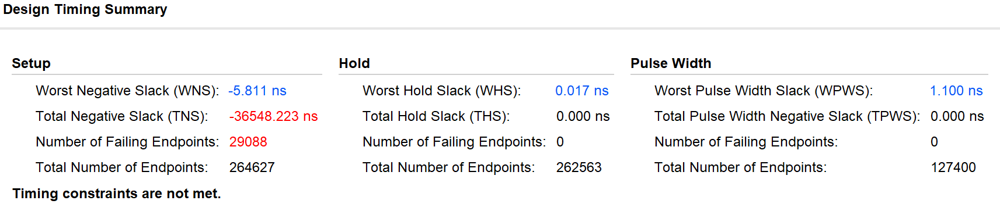 Design Timing Summary
Setup
Worst Negative Slack (WNS): -5.811 ns
Total Negative Slack (TNS): -36548.223 ns
Number of Failing Endpoints: 29088
Total Number of Endpoints: 264627
Hold
Worst Hold Slack (WHS): 0.017 ns
Total Hold Slack (THS): 0.000 ns
Number of Failing Endpoints: 0
Total Number of Endpoints: 262563
Pulse Width
Worst Pulse Width Slack (WPWS): 1.100 ns
Total Pulse Width Negative Slack (TPWS): 0.000 ns
Number of Failing Endpoints: 0
Total Number of Endpoints: 127400
Timing constraints are not met.